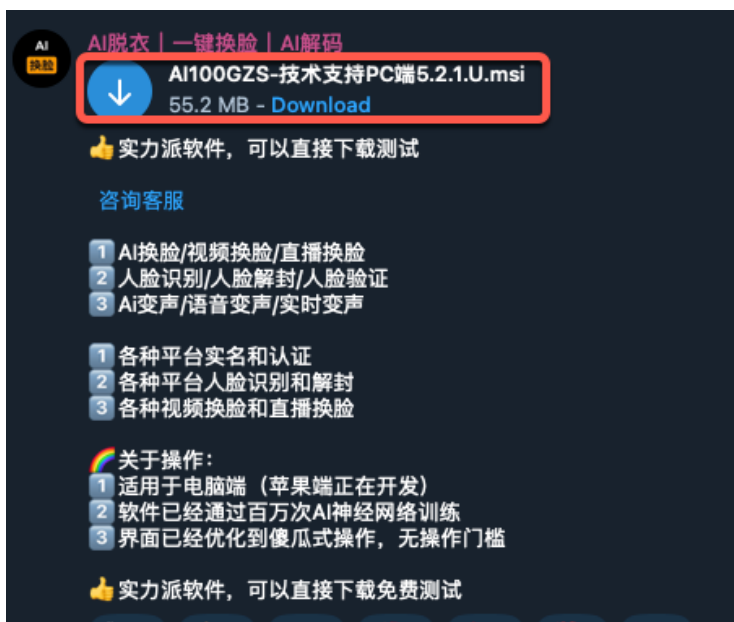 AI
换脸
AI脱衣｜一键换脸｜AI解码
AI100GZS-技术支持PC端5.2.1.U.msi
55.2 MB - Download
👍实力派软件，可以直接下载测试
咨询客服
1️⃣ AI换脸/视频换脸/直播换脸
2️⃣ 人脸识别/人脸解封/人脸验证
3️⃣ Ai变声/语音变声/实时变声
1️⃣ 各种平台实名和认证
2️⃣ 各种平台人脸识别和解封
3️⃣ 各种视频换脸和直播换脸
🌈关于操作：
1️⃣ 适用于电脑端（苹果端正在开发）
2️⃣ 软件已经通过百万次AI神经网络训练
3️⃣ 界面已经优化到傻瓜式操作，无操作门槛
👍实力派软件，可以直接下载免费测试